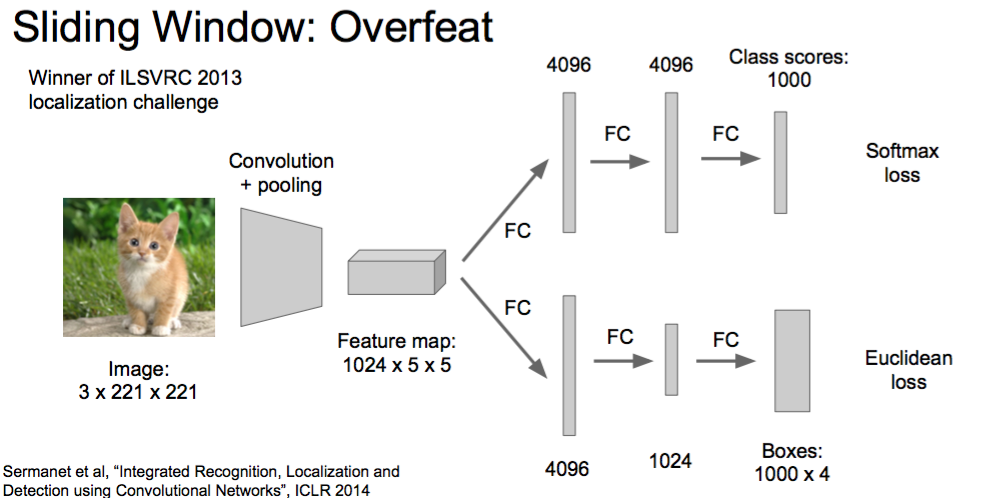 Sliding Window: Overfeat
Winner of ILSVRC 2013
localization challenge
Convolution
+ pooling
Image:
3 x 221 x 221
Feature map:
1024 x 5 x 5
FC
4096
FC
4096
FC
Class scores:
1000
Softmax
loss
FC
4096
FC
1024
FC
Boxes:
1000 x 4
Euclidean
loss
Sermanet et al, “Integrated Recognition, Localization and
Detection using Convolutional Networks”, ICLR 2014